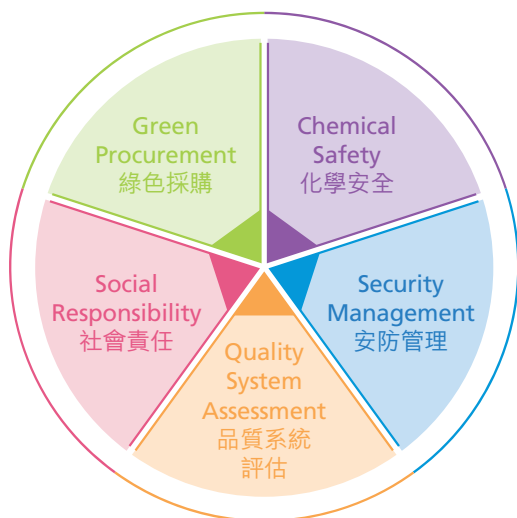 Green
Procurement
綠色採購
Chemical
Safety
化學安全
Social
Responsibility
社會責任
Security
Management
安防管理
Quality
System
Assessment
品質系統
評估